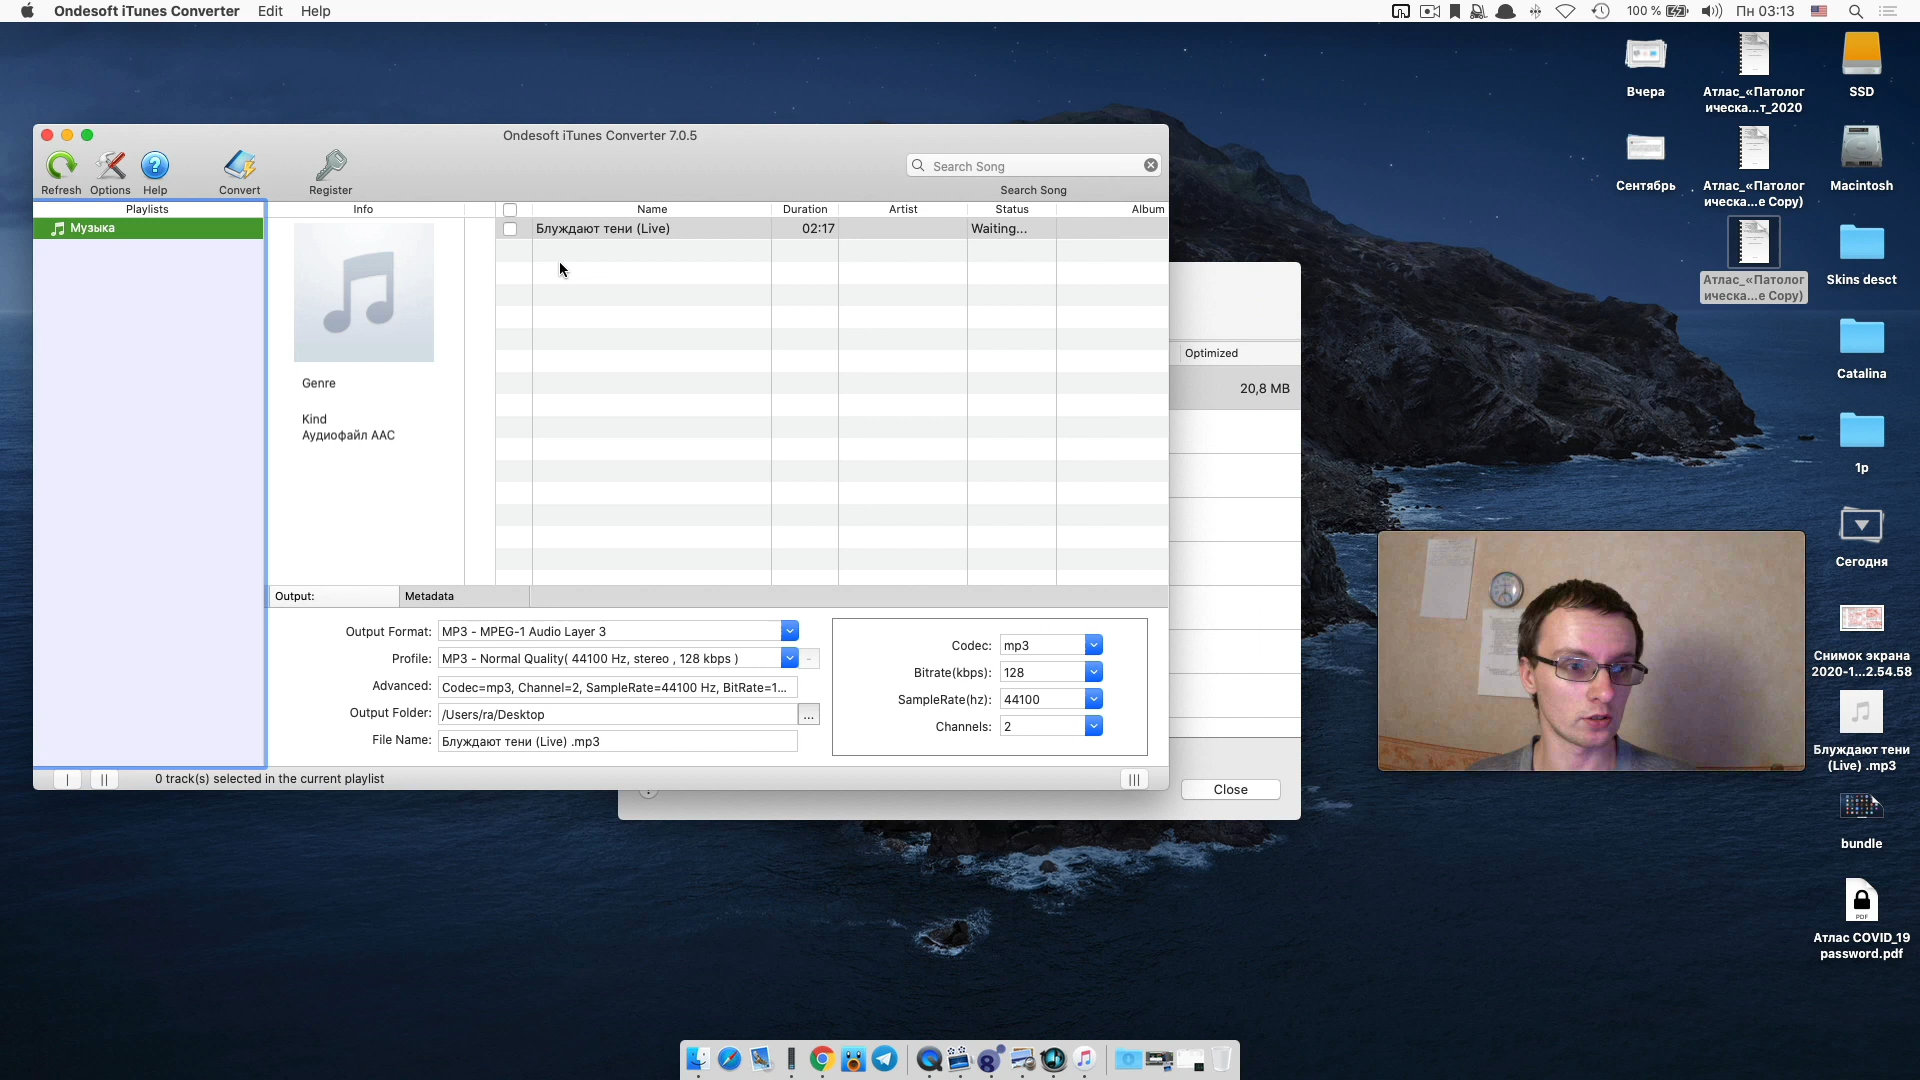 Ondesoft iTunes Converter Edit Help
100 % Пн 03:13
Вчера
Атлас_«Патолог
ическа...т_2020
SSD
Сентябрь
Атлас_«Патолог
ическа...е Copy)
Macintosh
Атлас_«Патолог
ическа...е Copy)
Skins desct
Catalina
1р
Сегодня
Снимок экрана
2020-1...2.54.58
Блуждают тени
(Live) .mp3
bundle
PDF
Атлас COVID_19
password.pdf
Ondesoft iTunes Converter 7.0.5
Refresh Options Help Convert Register
Search Song
Search Song
Playlists Info Name Duration Artist Status Album
Музыка
Блуждают тени (Live) 02:17 Waiting...
Genre
Kind
Аудиофайл AAC
Output: Metadata
Output Format: MP3 - MPEG-1 Audio Layer 3
Profile: MP3 - Normal Quality( 44100 Hz, stereo , 128 kbps )
Advanced: Codec=mp3, Channel=2, SampleRate=44100 Hz, BitRate=1...
Output Folder: /Users/ra/Desktop ...
File Name: Блуждают тени (Live) .mp3
Codec: mp3
Bitrate(kbps): 128
SampleRate(hz): 44100
Channels: 2
0 track(s) selected in the current playlist
Optimized
20,8 MB
Close